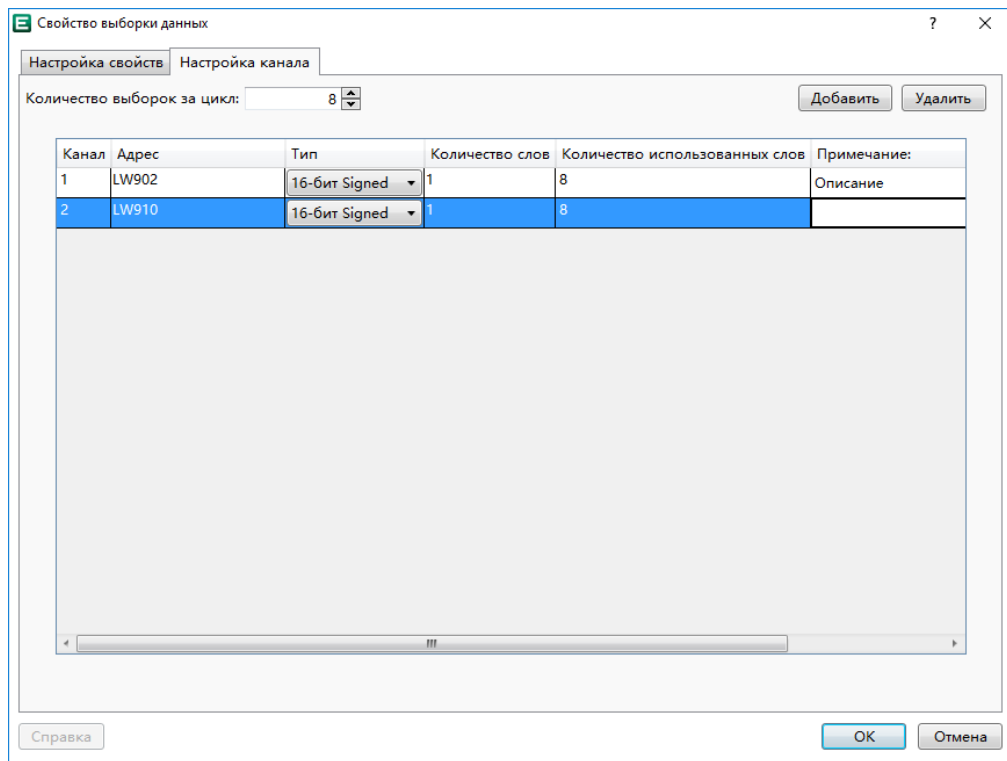 E Свойство выборки данных ? X
Настройка свойств Настройка канала
Количество выборок за цикл: 8 Добавить Удалить
Канал Адрес Тип Количество слов Количество использованных слов Примечание:
1 LW902 16-бит Signed 1 8 Описание
2 LW910 16-бит Signed 1 8
Справка OK Отмена